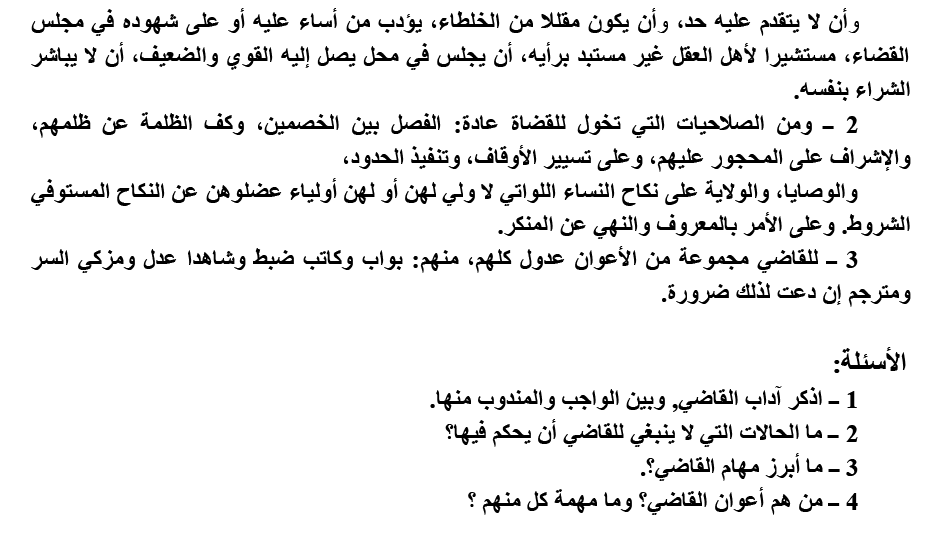 وأن لا يتقدم عليه حد، وأن يكون مقللا من الخلطاء، يؤدب من أساء عليه أو على شهوده في مجلس
القضاء، مستشيرا لأهل العقل غير مستبد برأيه، أن يجلس في محل يصل إليه القوي والضعيف، أن لا يباشر
الشراء بنفسه.
2 – ومن الصلاحيات التي تخول للقضاة عادة: الفصل بين الخصمين، وكف الظلمة عن ظلمهم،
والإشراف على المحجور عليهم، وعلى تسيير الأوقاف، وتنفيذ الحدود،
والوصايا، والولاية على نكاح النساء اللواتي لا ولي لهن أو لهن أولياء عضلوهن عن النكاح المستوفي
الشروط. وعلى الأمر بالمعروف والنهي عن المنكر.
3 – للقاضي مجموعة من الأعوان عدول كلهم، منهم: بواب وكاتب ضبط وشاهدا عدل ومزكي السر
ومترجم إن دعت لذلك ضرورة.
الأسئلة:
1 – اذكر آداب القاضي, وبين الواجب والمندوب منها.
2 – ما الحالات التي لا ينبغي للقاضي أن يحكم فيها؟
3 – ما أبرز مهام القاضي؟.
4 – من هم أعوان القاضي؟ وما مهمة كل منهم ؟